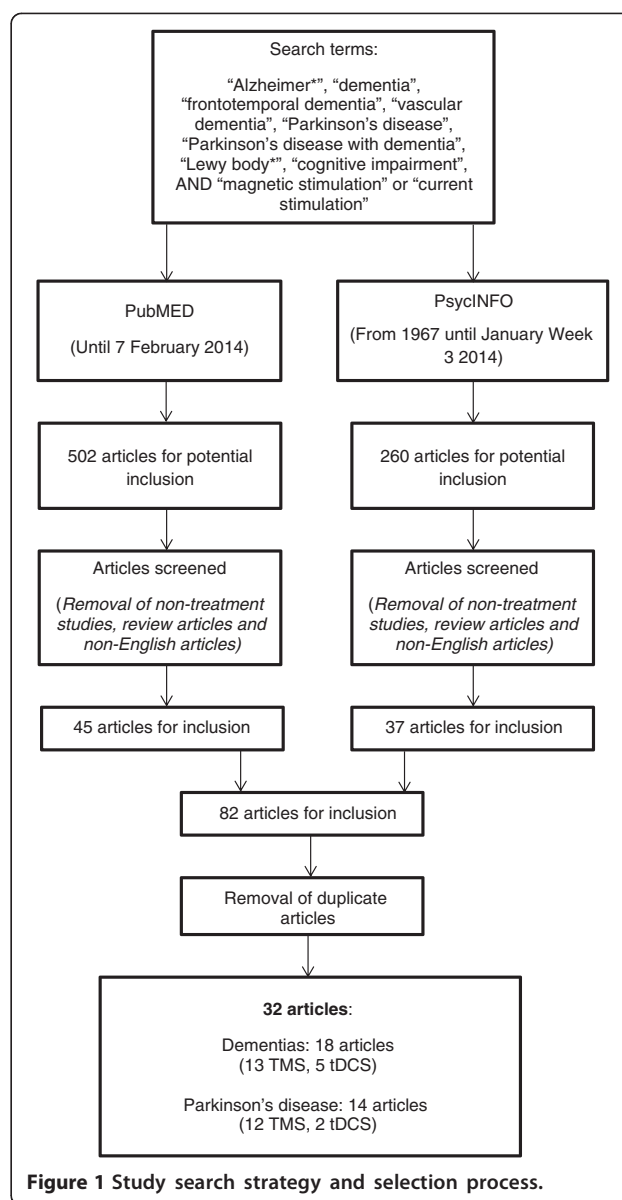 Search terms:
“Alzheimer*”, “dementia”,
“frontotemporal dementia”, “vascular
dementia”, “Parkinson’s disease”,
“Parkinson’s disease with dementia”,
“Lewy body*”, “cognitive impairment”,
AND “magnetic stimulation” or “current
stimulation”
PubMED
(Until 7 February 2014)
PsycINFO
(From 1967 until January Week
3 2014)
502 articles for potential
inclusion
260 articles for potential
inclusion
Articles screened
(Removal of non-treatment
studies, review articles and
non-English articles)
Articles screened
(Removal of non-treatment
studies, review articles and
non-English articles)
45 articles for inclusion
37 articles for inclusion
82 articles for inclusion
Removal of duplicate
articles
32 articles:
Dementias: 18 articles
(13 TMS, 5 tDCS)
Parkinson’s disease: 14 articles
(12 TMS, 2 tDCS)
Figure 1 Study search strategy and selection process.